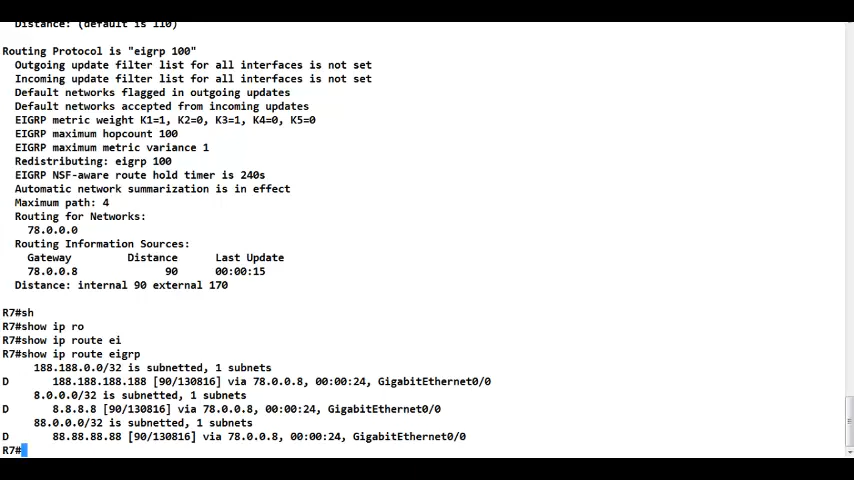 Distance: (default is 110)
Routing Protocol is "eigrp 100"
Outgoing update filter list for all interfaces is not set
Incoming update filter list for all interfaces is not set
Default networks flagged in outgoing updates
Default networks accepted from incoming updates
EIGRP metric weight K1=1, K2=0, K3=1, K4=0, K5=0
EIGRP maximum hopcount 100
EIGRP maximum metric variance 1
Redistributing: eigrp 100
EIGRP NSF-aware route hold timer is 240s
Automatic network summarization is in effect
Maximum path: 4
Routing for Networks:
78.0.0.0
Routing Information Sources:
Gateway Distance Last Update
78.0.0.8 90 00:00:15
Distance: internal 90 external 170
R7#sh
R7#show ip ro
R7#show ip route ei
R7#show ip route eigrp
188.188.0.0/32 is subnetted, 1 subnets
D 188.188.188.188 [90/130816] via 78.0.0.8, 00:00:24, GigabitEthernet0/0
8.0.0.0/32 is subnetted, 1 subnets
D 8.8.8.8 [90/130816] via 78.0.0.8, 00:00:24, GigabitEthernet0/0
88.0.0.0/32 is subnetted, 1 subnets
D 88.88.88.88 [90/130816] via 78.0.0.8, 00:00:24, GigabitEthernet0/0
R7#